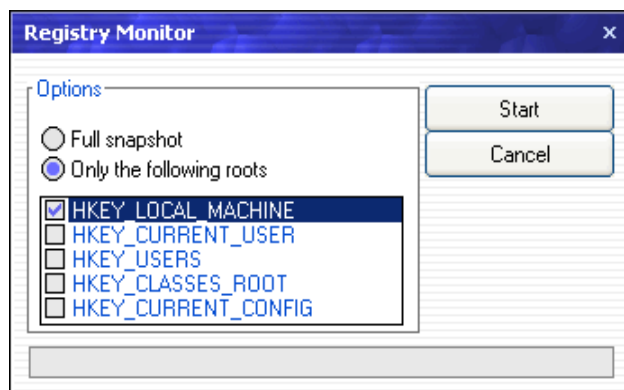 Registry Monitor
Options
Full snapshot
Only the following roots
HKEY_LOCAL_MACHINE
HKEY_CURRENT_USER
HKEY_USERS
HKEY_CLASSES_ROOT
HKEY_CURRENT_CONFIG
Start
Cancel